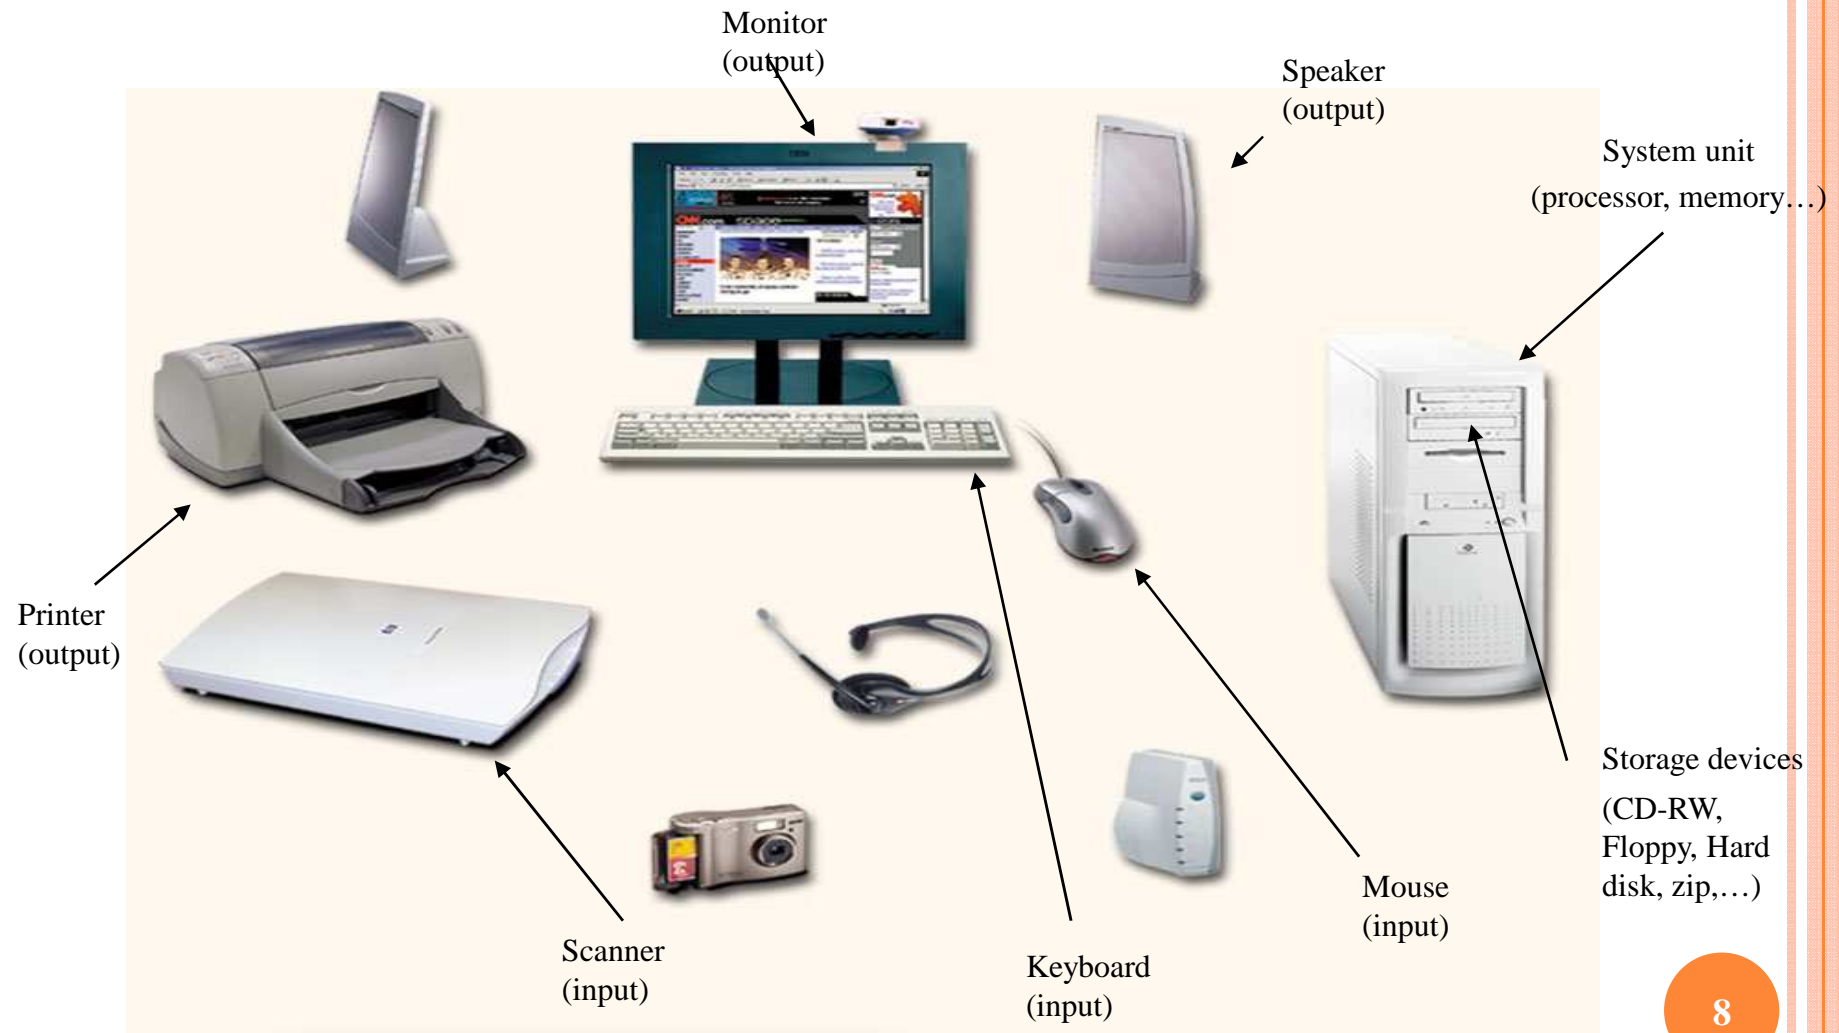 Monitor
(output)
Speaker
(output)
System unit
(processor, memory…)
Printer
(output)
Storage devices
(CD-RW,
Floppy, Hard
disk, zip,…)
Mouse
(input)
Scanner
(input)
Keyboard
(input)
8